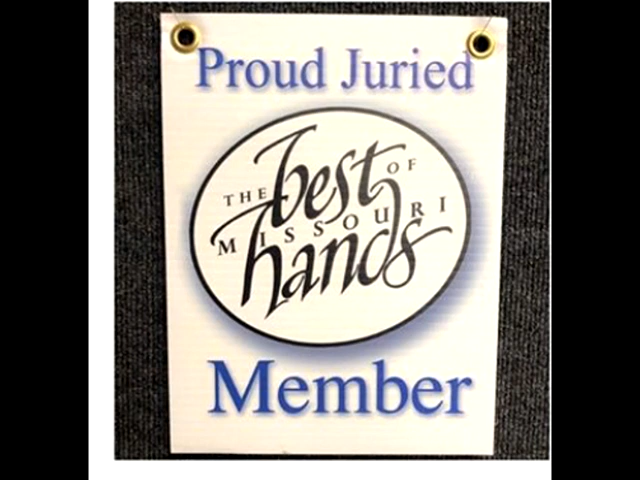 Proud Juried
THE best OF
MISSOURI
hands
Member